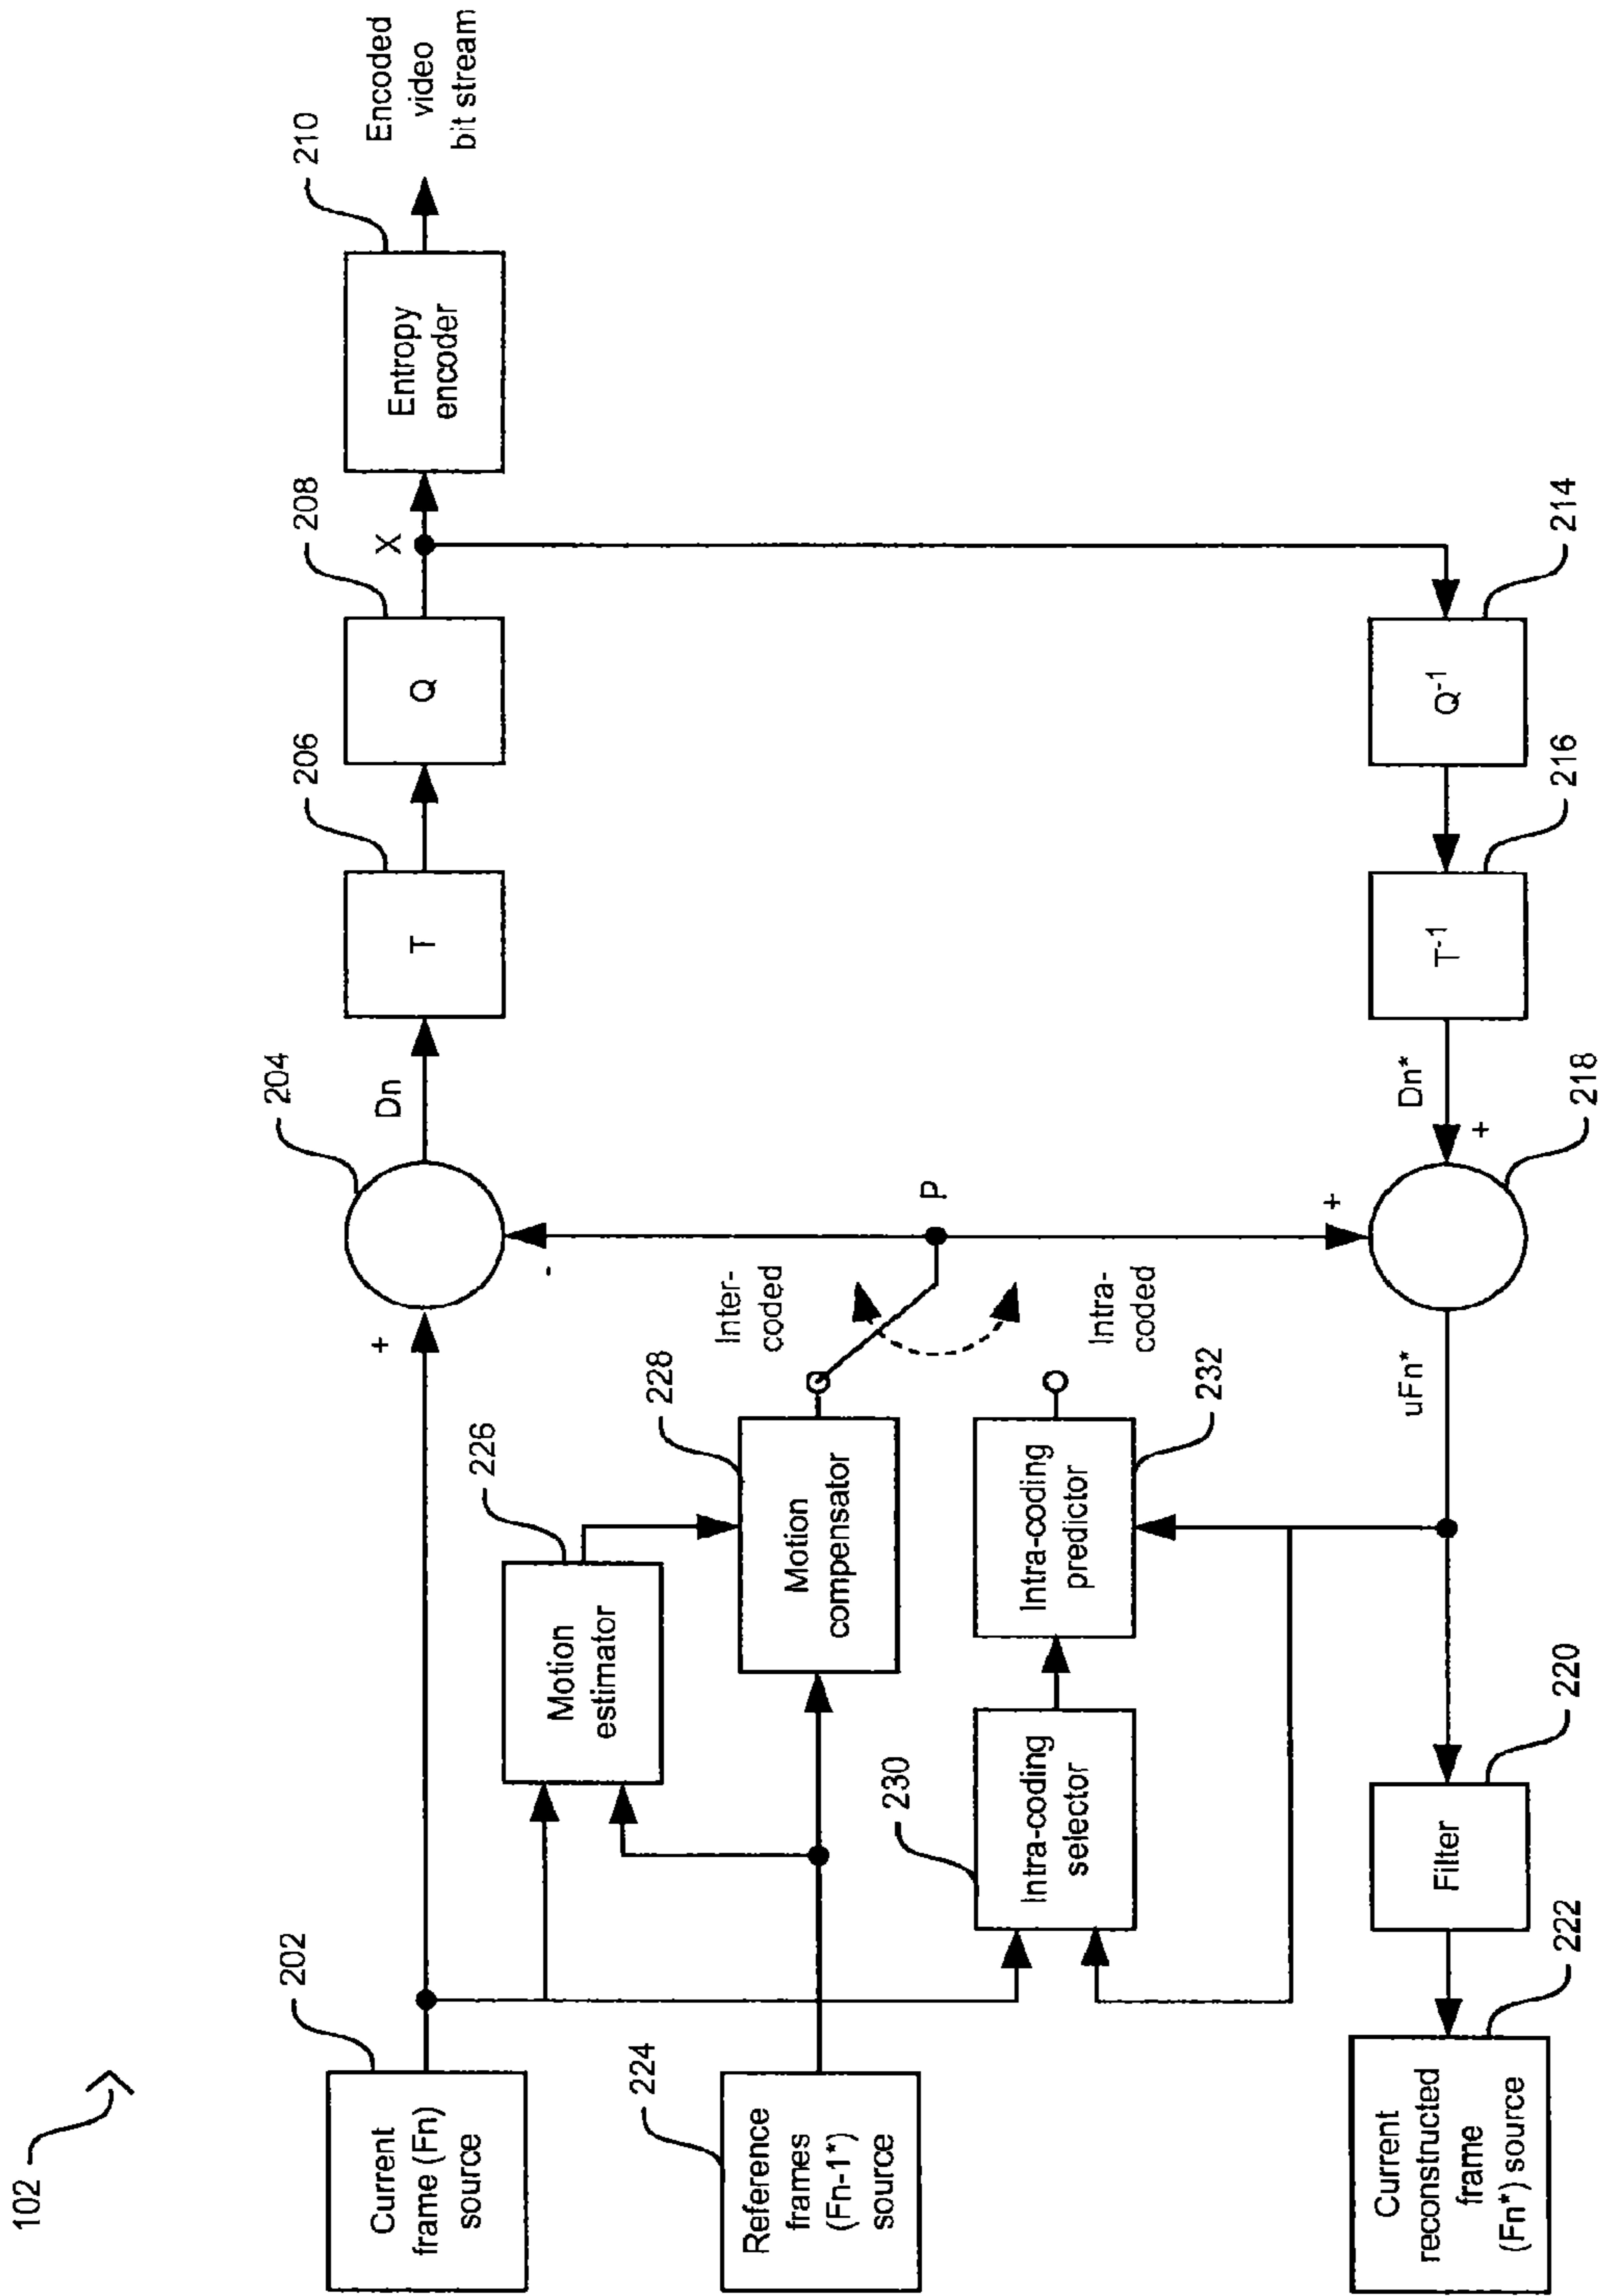 102
202
Current
frame (Fn)
source
+
204
Dn
206
T
208
Q
X
210
Entropy
encoder
Encoded
video
bit stream
-
226
Motion
estimator
224
Reference
frames
(Fn-1*)
source
228
Motion
compensator
Inter-
coded
P
230
Intra-coding
selector
232
Intra-coding
predictor
Intra-
coded
+
222
Current
reconstructed
frame
(Fn*) source
220
Filter
uFn*
218
+
Dn*
216
T-1
214
Q-1